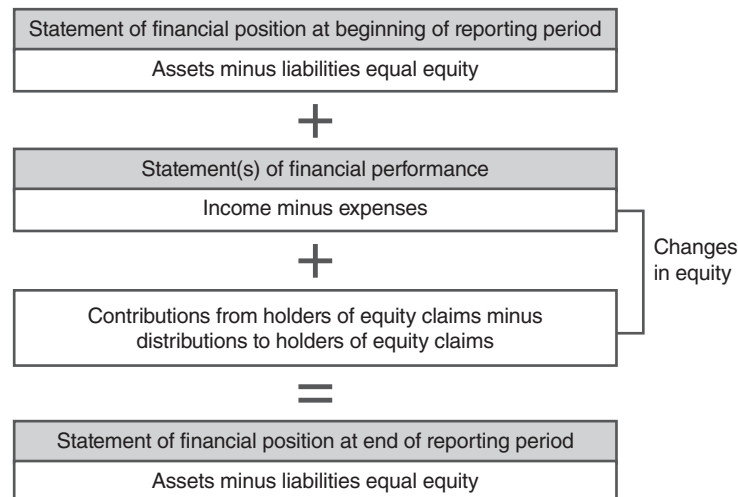 Statement of financial position at beginning of reporting period
Assets minus liabilities equal equity
+
Statement(s) of financial performance
Income minus expenses
+
Changes
in equity
Contributions from holders of equity claims minus
distributions to holders of equity claims
=
Statement of financial position at end of reporting period
Assets minus liabilities equal equity